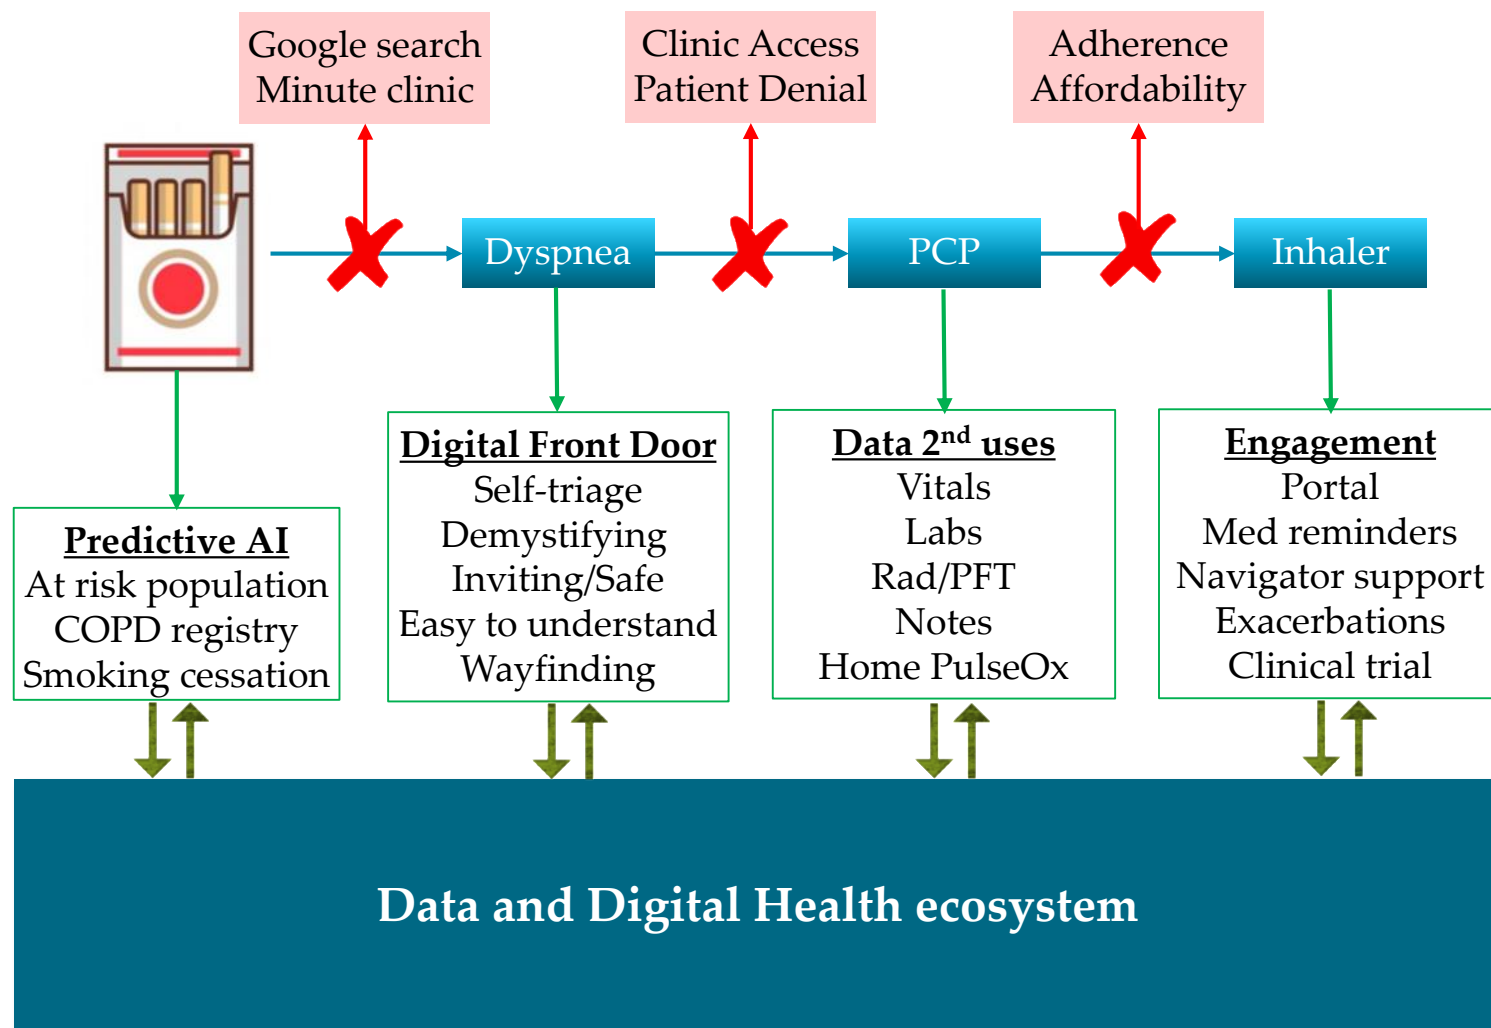 Google search
Minute clinic
Clinic Access
Patient Denial
Adherence
Affordability
Dyspnea
PCP
Inhaler
Predictive AI
At risk population
COPD registry
Smoking cessation
Digital Front Door
Self-triage
Demystifying
Inviting/Safe
Easy to understand
Wayfinding
Data 2nd uses
Vitals
Labs
Rad/PFT
Notes
Home PulseOx
Engagement
Portal
Med reminders
Navigator support
Exacerbations
Clinical trial
Data and Digital Health ecosystem